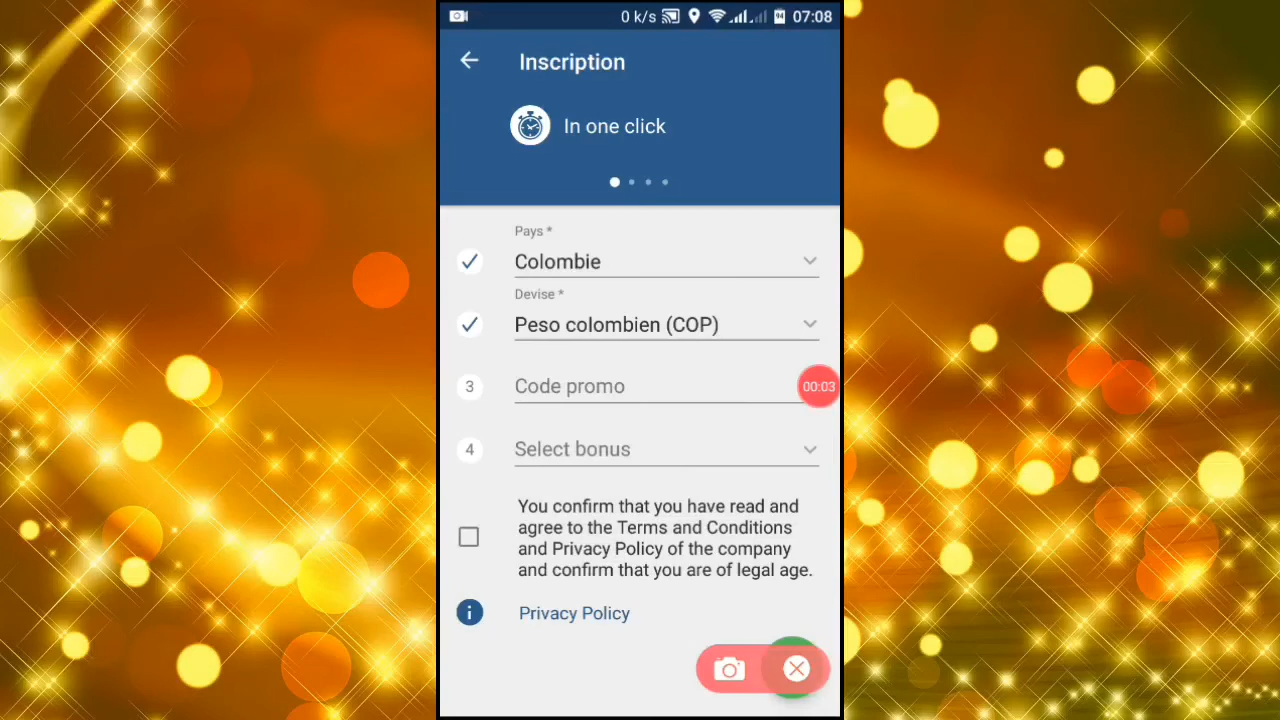 0 k/s 94 07:08
Inscription
In one click
Pays *
Colombie
Devise *
Peso colombien (COP)
3 Code promo 00:03
4 Select bonus
You confirm that you have read and
agree to the Terms and Conditions
and Privacy Policy of the company
and confirm that you are of legal age.
i Privacy Policy